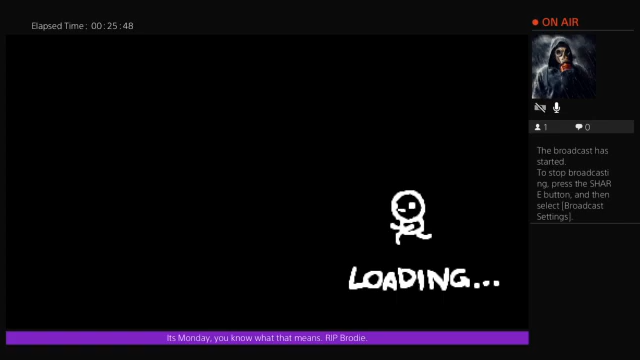 Elapsed Time : 00 : 25 : 48
ON AIR
LOADING...
1
0
The broadcast has
started.
To stop broadcasti
ng, press the SHAR
E button, and then
select [Broadcast
Settings].
Its Monday, you know what that means. RIP Brodie.